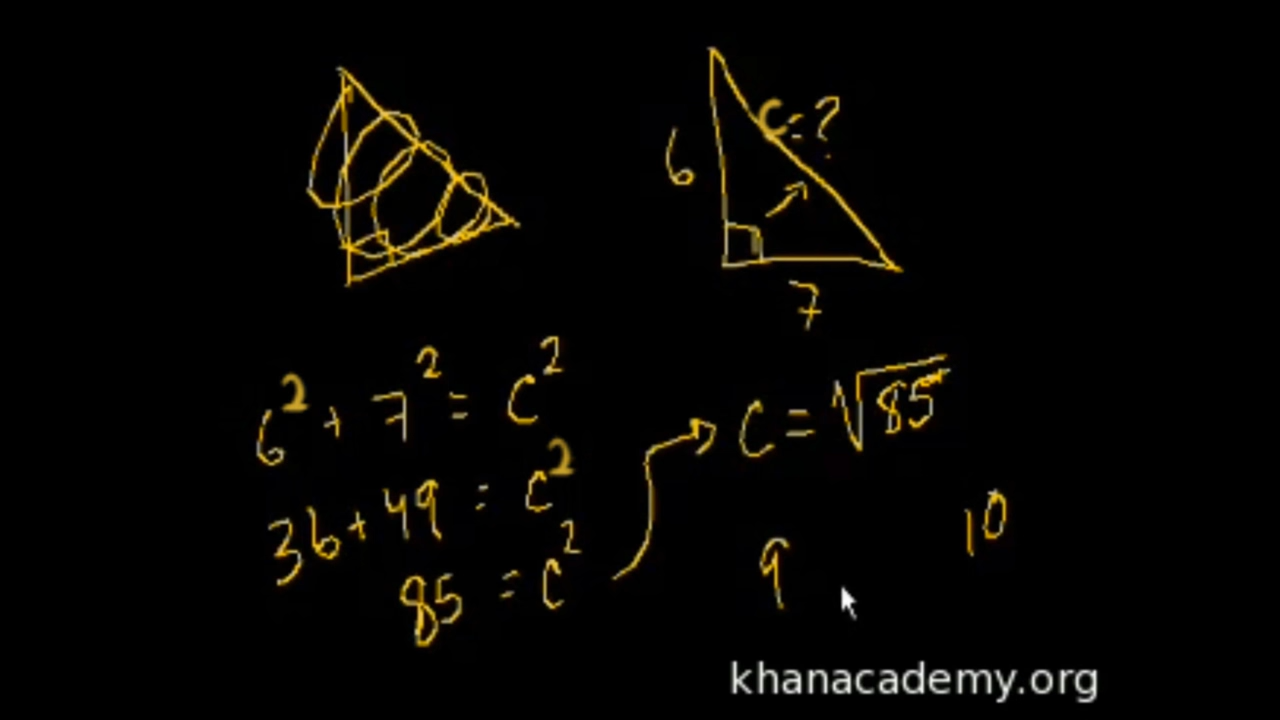 c=?
6
7
6² + 7² = c²
36+49 = c²
85 = c²
c = √85
9
10
khanacademy.org